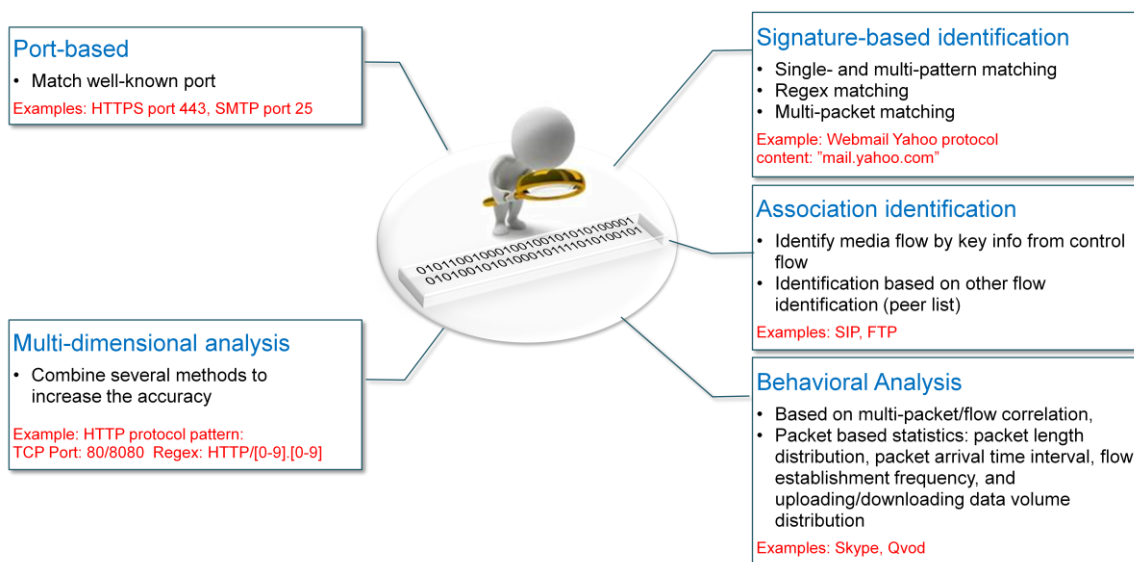 Port-based
• Match well-known port
Examples: HTTPS port 443, SMTP port 25
Signature-based identification
• Single- and multi-pattern matching
• Regex matching
• Multi-packet matching
Example: Webmail Yahoo protocol
content: ”mail.yahoo.com”
Association identification
• Identify media flow by key info from control
flow
• Identification based on other flow
identification (peer list)
Examples: SIP, FTP
Multi-dimensional analysis
• Combine several methods to
increase the accuracy
Example: HTTP protocol pattern:
TCP Port: 80/8080 Regex: HTTP/[0-9].[0-9]
Behavioral Analysis
• Based on multi-packet/flow correlation,
• Packet based statistics: packet length
distribution, packet arrival time interval, flow
establishment frequency, and
uploading/downloading data volume
distribution
Examples: Skype, Qvod